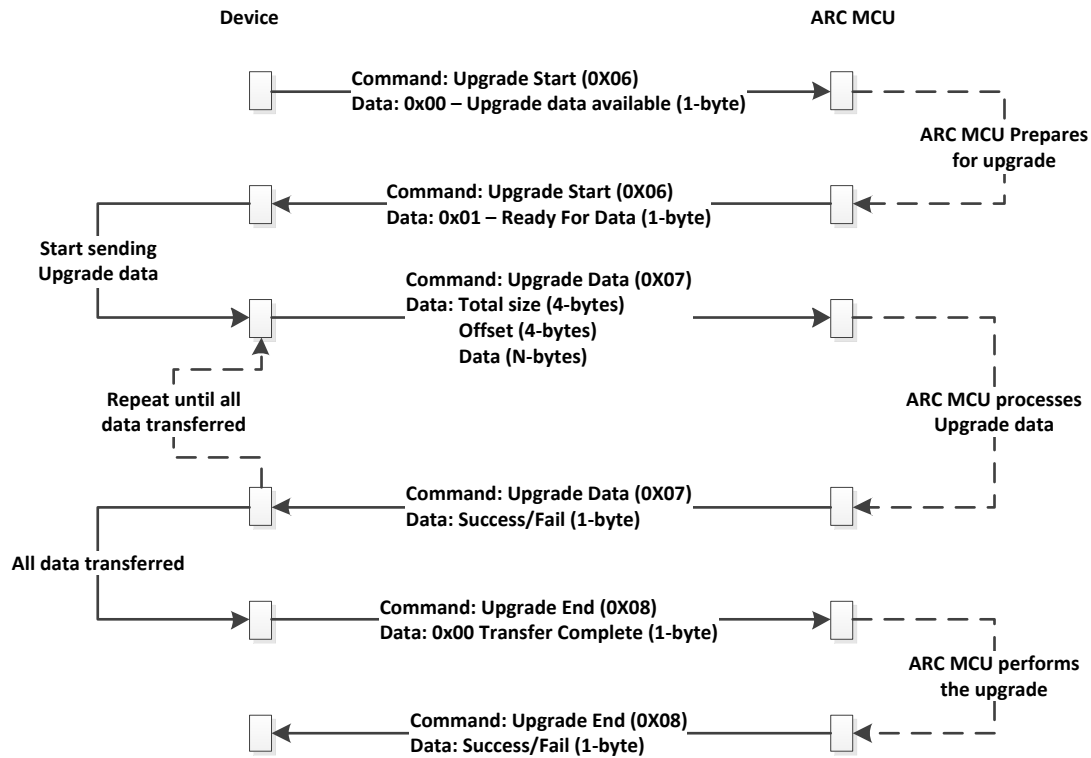 Device
ARC MCU
Command: Upgrade Start (0X06)
Data: 0x00 – Upgrade data available (1-byte)
ARC MCU Prepares
for upgrade
Command: Upgrade Start (0X06)
Data: 0x01 – Ready For Data (1-byte)
Start sending
Upgrade data
Command: Upgrade Data (0X07)
Data: Total size (4-bytes)
Offset (4-bytes)
Data (N-bytes)
Repeat until all
data transferred
ARC MCU processes
Upgrade data
Command: Upgrade Data (0X07)
Data: Success/Fail (1-byte)
All data transferred
Command: Upgrade End (0X08)
Data: 0x00 Transfer Complete (1-byte)
ARC MCU performs
the upgrade
Command: Upgrade End (0X08)
Data: Success/Fail (1-byte)